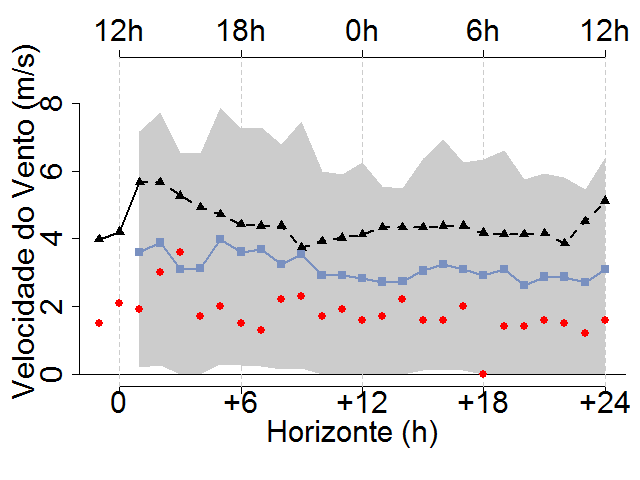 12h 18h 0h 6h 12h
Velocidade do Vento (m/s)
8
6
4
2
0
0 +6 +12 +18 +24
Horizonte (h)